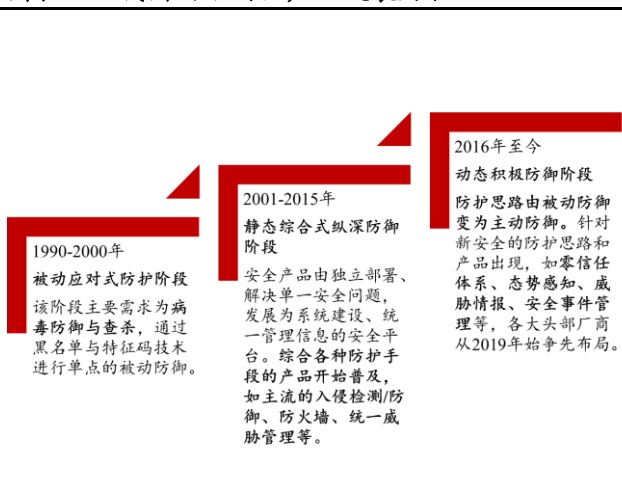 1990-2000年
被动应对式防护阶段
该阶段主要需求为病
毒防御与查杀，通过
黑名单与特征码技术
进行单点的被动防御。
2001-2015年
静态综合式纵深防御
阶段
安全产品由独立部署、
解决单一安全问题，
发展为系统建设、统
一管理信息的安全平
台。综合各种防护手
段的产品开始普及，
如主流的入侵检测/防
御、防火墙、统一威
胁管理等。
2016年至今
动态积极防御阶段
防护思路由被动防御
变为主动防御。针对
新安全的防护思路和
产品出现，如零信任
体系、态势感知、威
胁情报、安全事件管
理等，各大头部厂商
从2019年始争先布局。